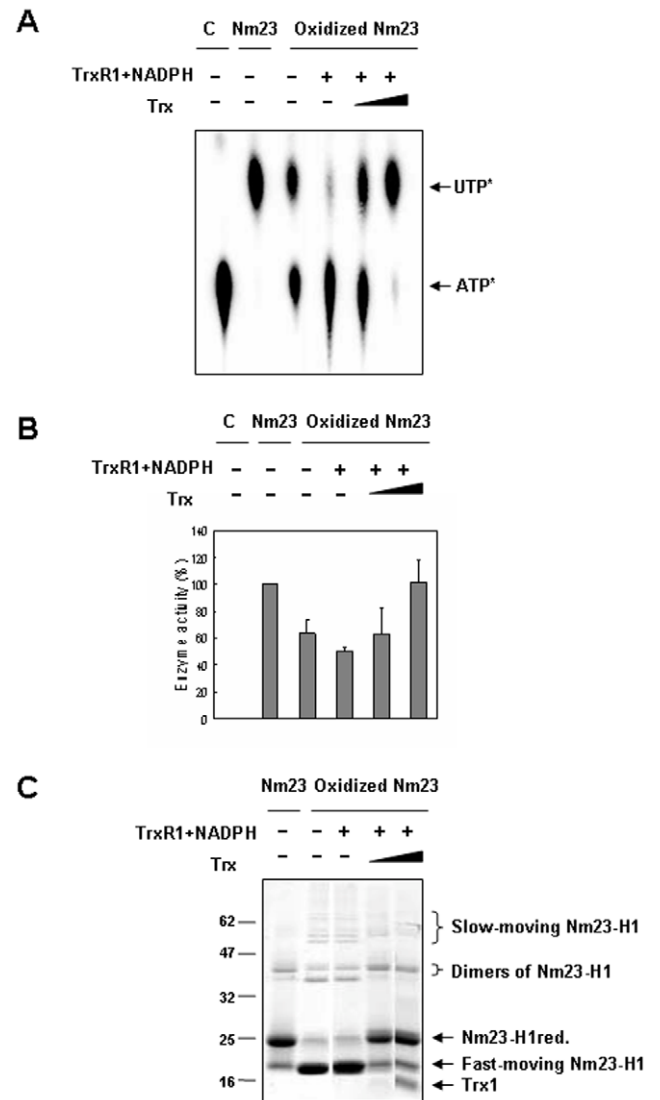 A
C Nm23 Oxidized Nm23
TrxR1+NADPH – – – + + +
Trx – – – –
UTP*
ATP*
B
C Nm23 Oxidized Nm23
TrxR1+NADPH – – – + + +
Trx – – – –
Enzyme activity (%)
140
120
100
80
60
40
20
0
C
Nm23 Oxidized Nm23
TrxR1+NADPH – – + + +
Trx – – –
62
47
32
25
16
Slow-moving Nm23-H1
Dimers of Nm23-H1
Nm23-H1red.
Fast-moving Nm23-H1
Trx1